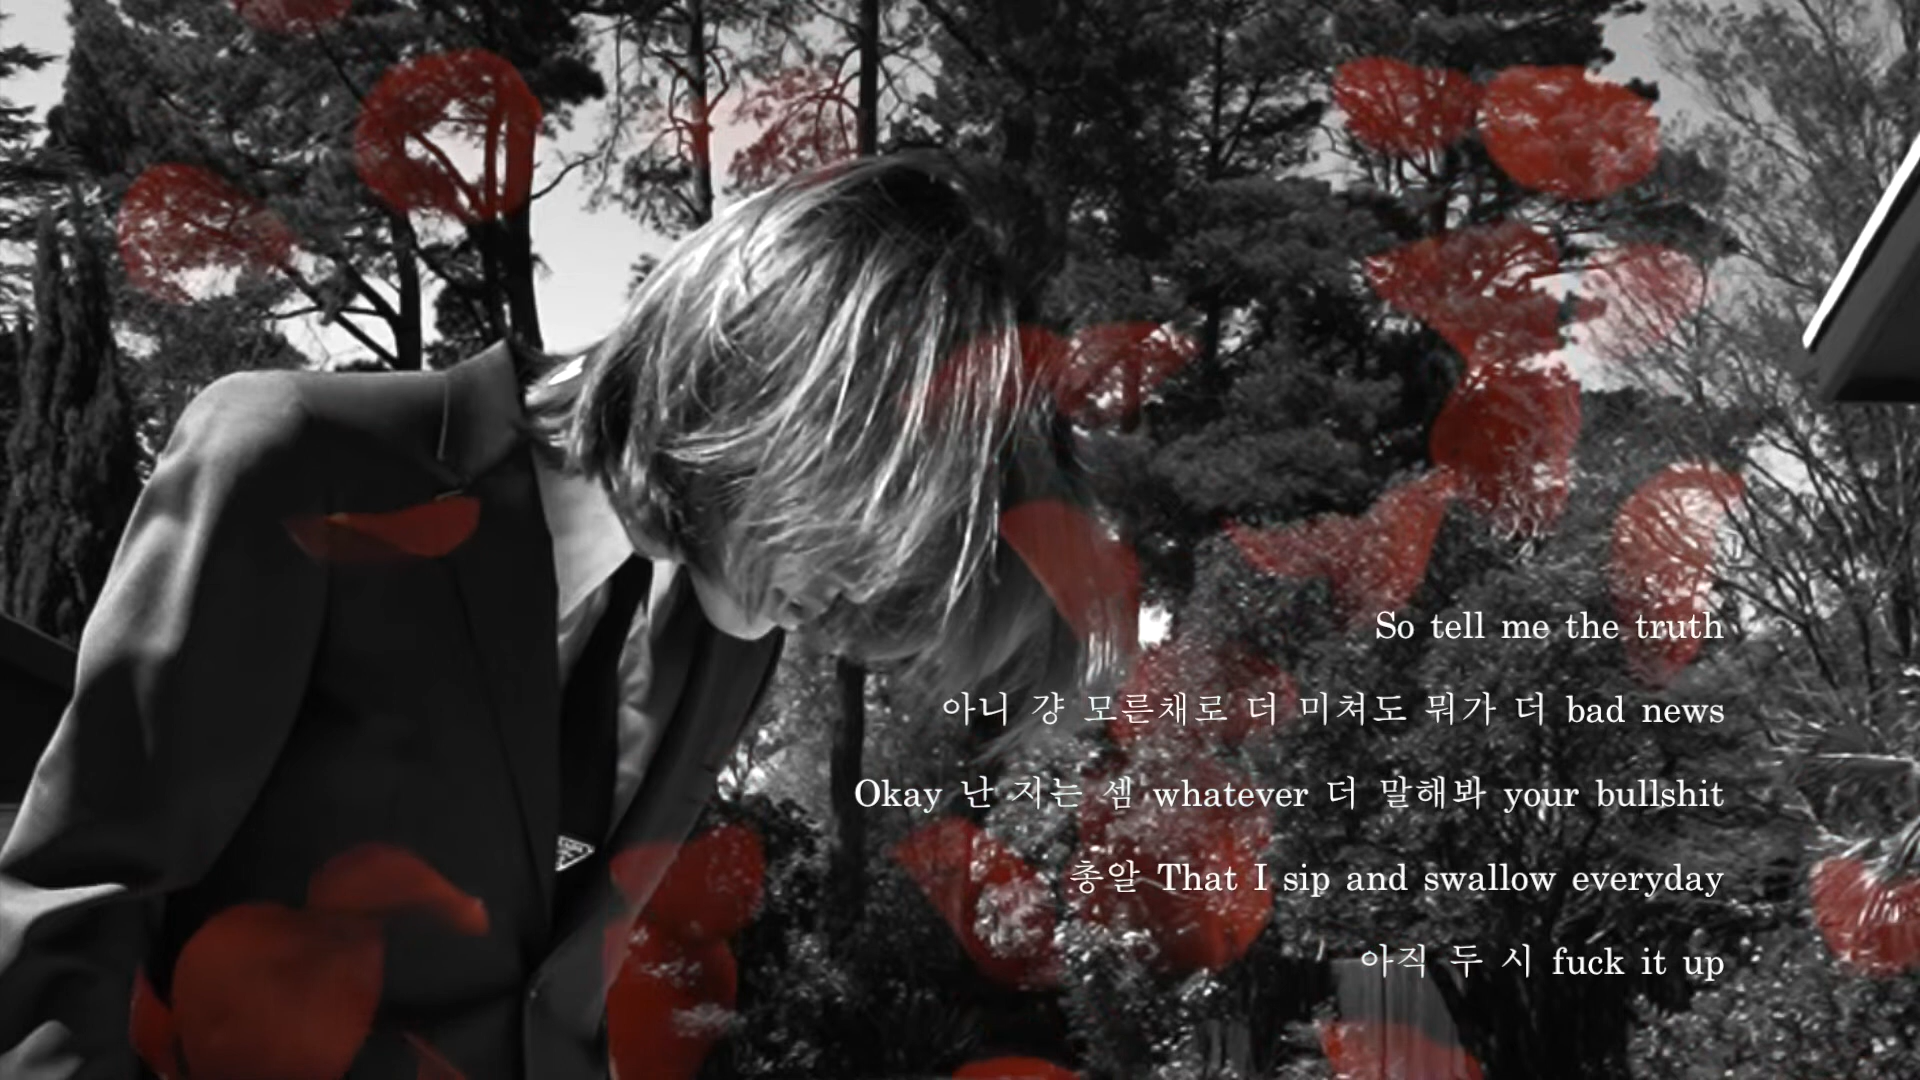 So tell me the truth
아니 걍 모른채로 더 미쳐도 뭐가 더 bad news
Okay 난 지는 셈 whatever 더 말해봐 your bullshit
총알 That I sip and swallow everyday
아직 두 시 fuck it up